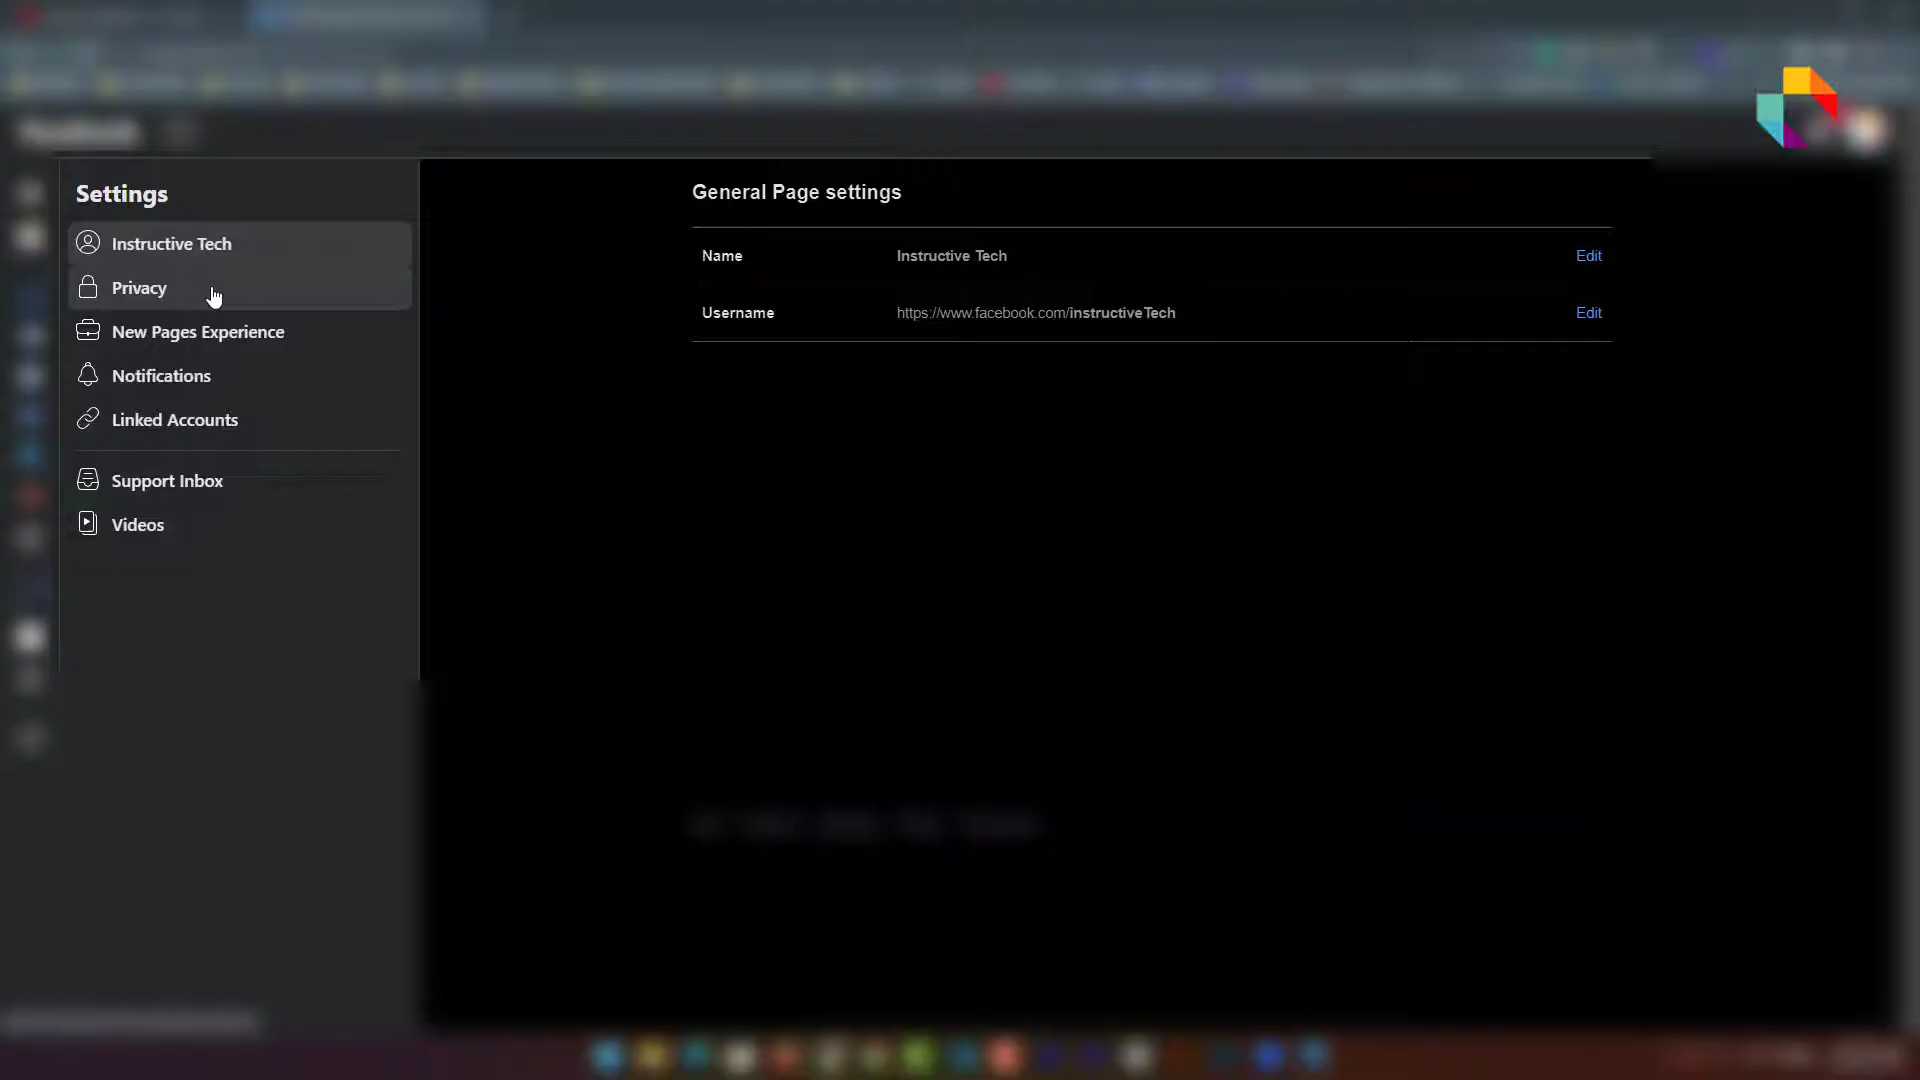 Settings
Instructive Tech
Privacy
New Pages Experience
Notifications
Linked Accounts
Support Inbox
Videos
General Page settings
Name Instructive Tech Edit
Username https://www.facebook.com/instructiveTech Edit